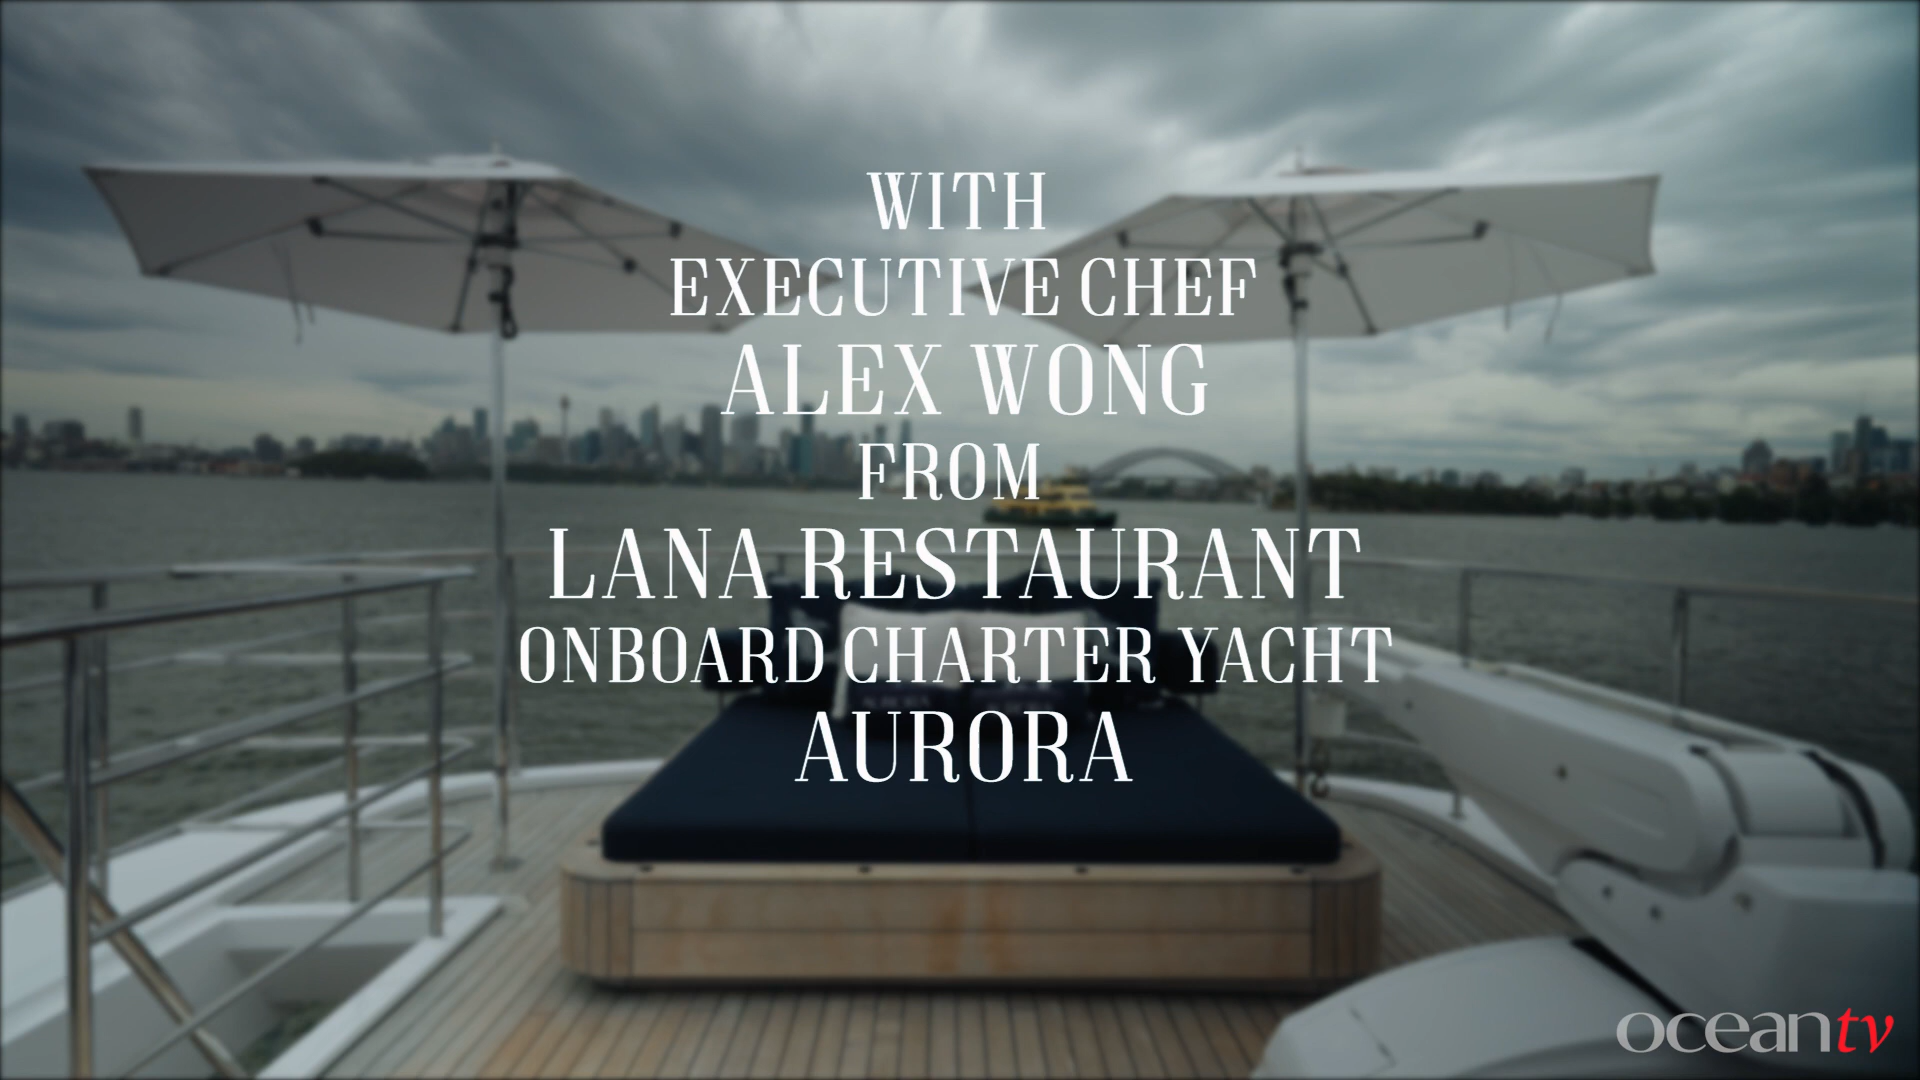 WITH
EXECUTIVE CHEF
ALEX WONG
FROM
LANA RESTAURANT
ONBOARD CHARTER YACHT
AURORA
oceantv